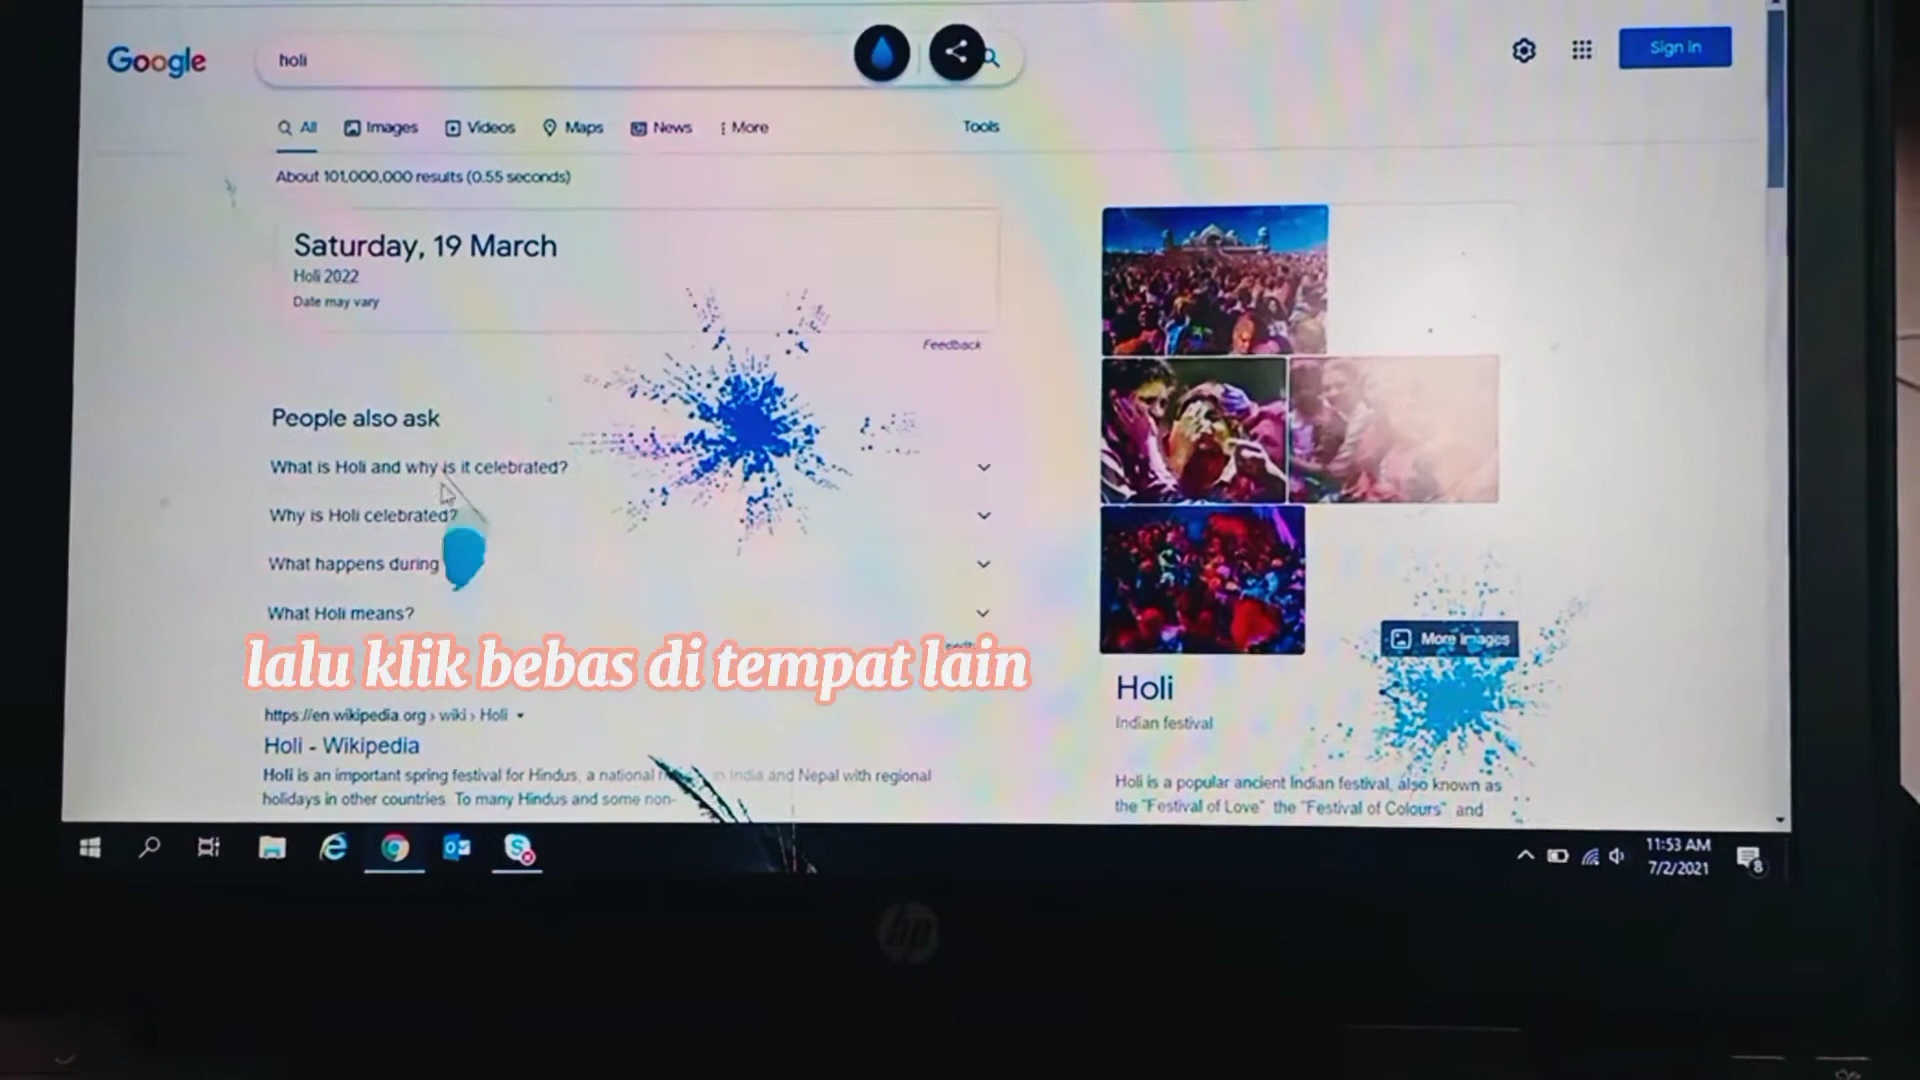 Google
holi
Sign in
All
Images
Videos
Maps
News
More
Tools
About 101,000,000 results (0.55 seconds)
Saturday, 19 March
Holi 2022
Date may vary
Feedback
People also ask
What is Holi and why is it celebrated?
Why is Holi celebrated?
What happens during
What Holi means?
lalu klik bebas di tempat lain
https://en.wikipedia.org › wiki › Holi
Holi - Wikipedia
Holi is an important spring festival for Hindus, a national in India and Nepal with regional
holidays in other countries. To many Hindus and some non-
More images
Holi
Indian festival
Holi is a popular ancient Indian festival, also known as
the "Festival of Love", the "Festival of Colours", and
11:53 AM
7/2/2021
8
hp